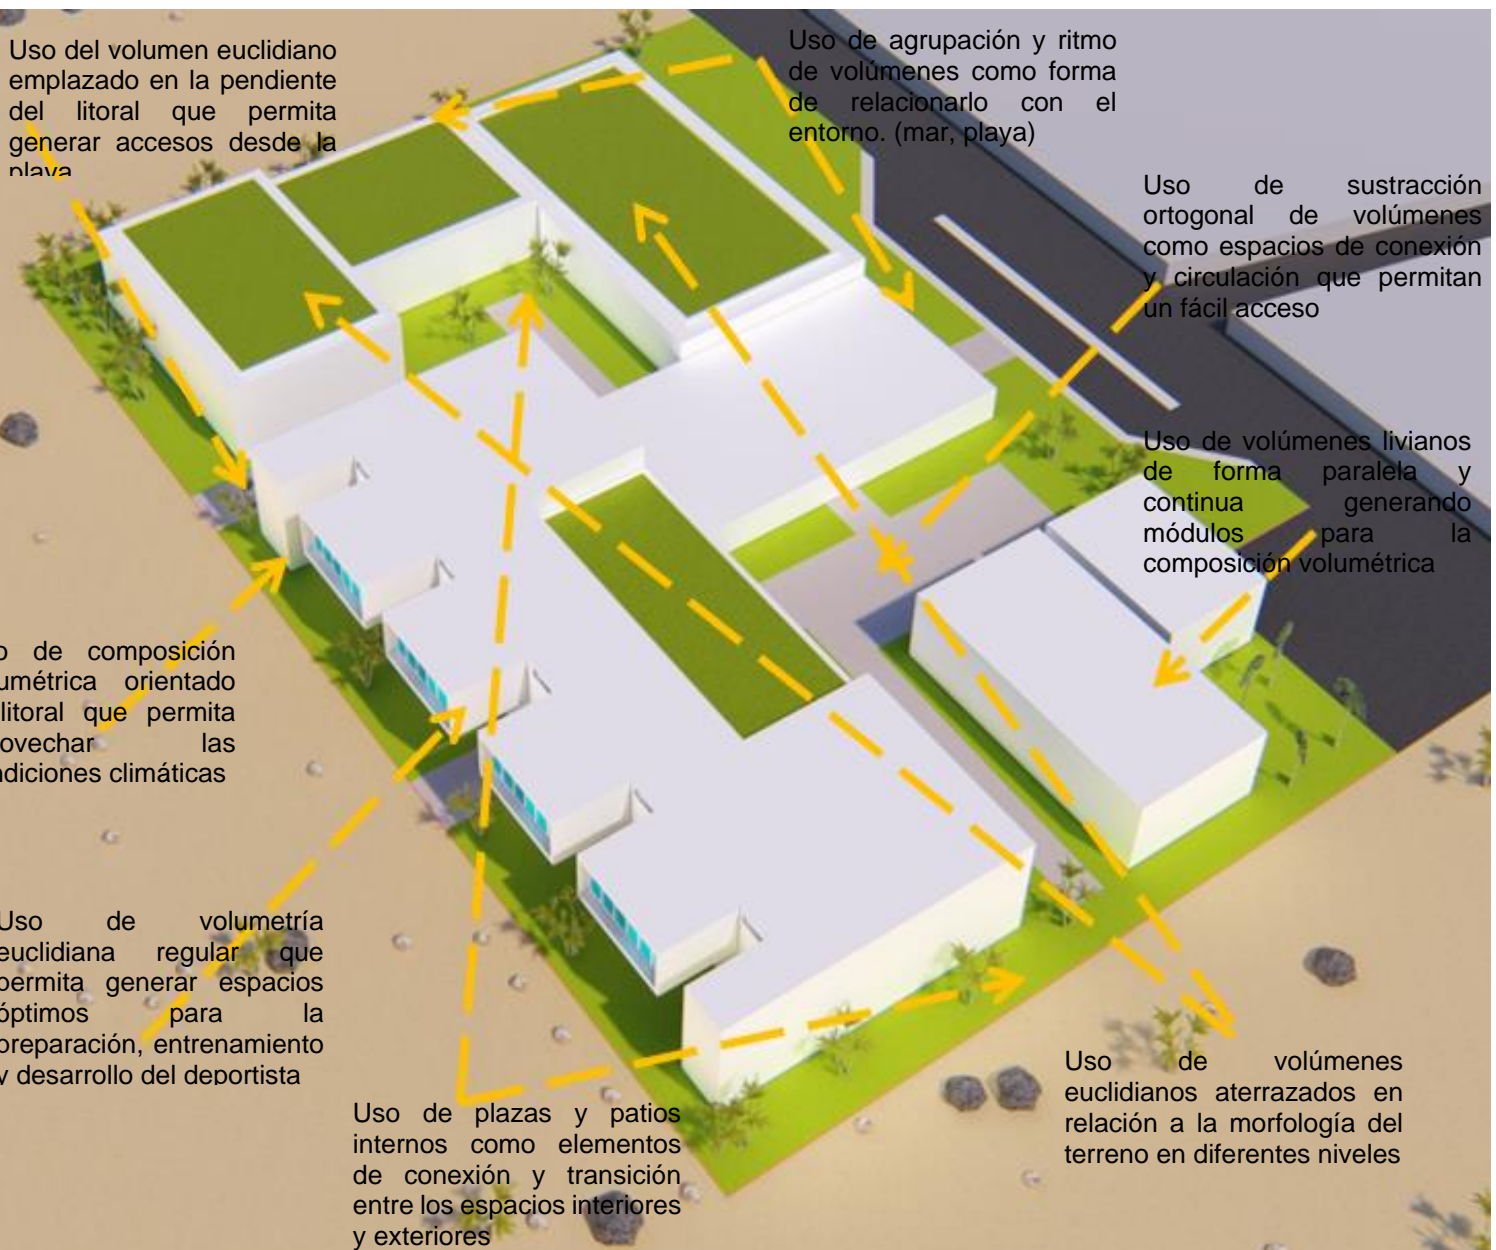 Uso del volumen euclidiano
emplazado en la pendiente
del litoral que permita
generar accesos desde la
playa
Uso de agrupación y ritmo
de volúmenes como forma
de relacionarlo con el
entorno. (mar, playa)
Uso de sustracción
ortogonal de volúmenes
como espacios de conexión
y circulación que permitan
un fácil acceso
Uso de volúmenes livianos
de forma paralela y
continua generando
módulos para la
composición volumétrica
o de composición
umétrica orientado
litoral que permita
ovechar las
ndiciones climáticas
Uso de volumetría
euclidiana regular que
permita generar espacios
óptimos para la
preparación, entrenamiento
y desarrollo del deportista
Uso de plazas y patios
internos como elementos
de conexión y transición
entre los espacios interiores
y exteriores
Uso de volúmenes
euclidianos aterrazados en
relación a la morfología del
terreno en diferentes niveles